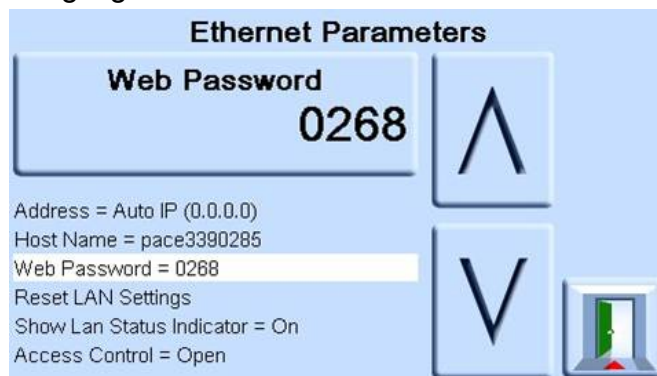 Ethernet Parameters
Web Password
0268
Address = Auto IP (0.0.0.0)
Host Name = pace3390285
Web Password = 0268
Reset LAN Settings
Show Lan Status Indicator = On
Access Control = Open